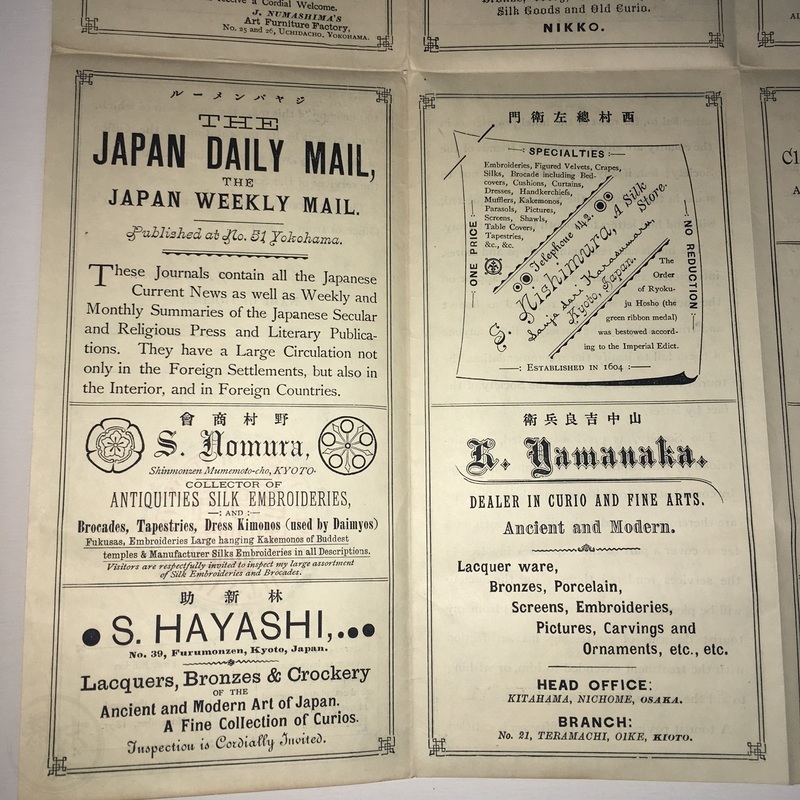 ceive a Cordial Welcome.
J. NUMASHIMA'S
Art Furniture Factory,
No. 25 and 26, UCHIDACHO, YOKOHAMA.
Silk Goods and Old Curio.
NIKKO.
ルーメンパヤジ
THE
JAPAN DAILY MAIL,
THE
JAPAN WEEKLY MAIL.
Published at No. 51 Yokohama.
These Journals contain all the Japanese
Current News as well as Weekly and
Monthly Summaries of the Japanese Secular
and Religious Press and Literary Publica-
tions. They have a Large Circulation not
only in the Foreign Settlements, but also in
the Interior, and in Foreign Countries.
會商村野
S. Nomura,
Shinmonzen Mumemoto-cho, KYOTO-
COLLECTOR OF
ANTIQUITIES SILK EMBROIDERIES,
—: AND :—
Brocades, Tapestries, Dress Kimonos (used by Daimyos)
Fukusas, Embroideries Large hanging Kakemonos of Buddest
temples & Manufacturer Silks Embroideries in all Descriptions.
Visitors are respectfully invited to inspect my large assortment
of Silk Embroideries and Brocades.
助新林
S. HAYASHI,...
No. 39, Furumonzen, Kyoto, Japan.
Lacquers, Bronzes & Crockery
OF THE
Ancient and Modern Art of Japan.
A Fine Collection of Curios.
Inspection is Cordially Invited.
門衛左總村西
—: SPECIALTIES :—
Embroideries, Figured Velvets, Crapes,
Silks, Brocade including Bed-
covers, Cushions, Curtains,
Dresses, Handkerchiefs,
Mufflers, Kakemonos,
Parasols, Pictures,
Screens, Shawls,
Table Covers,
Tapestries,
&c., &c.
—: ONE PRICE :—
Telephone 442.
S. Nishimura, A Silk Store.
Sanjo dori Karasumaru,
Kyoto, Japan.
—: NO REDUCTION :—
The
Order
of Ryoku-
ju Hosho (the
green ribbon medal)
was bestowed accord-
ing to the Imperial Edict.
—: ESTABLISHED IN 1604 :—
衛兵良吉中山
R. Yamanaka.
DEALER IN CURIO AND FINE ARTS.
Ancient and Modern.
Lacquer ware,
Bronzes, Porcelain,
Screens, Embroideries,
Pictures, Carvings and
Ornaments, etc., etc.
HEAD OFFICE:
KITAHAMA, NICHOME, OSAKA.
BRANCH:
No. 21, TERAMACHI, OIKE, KIOTO.